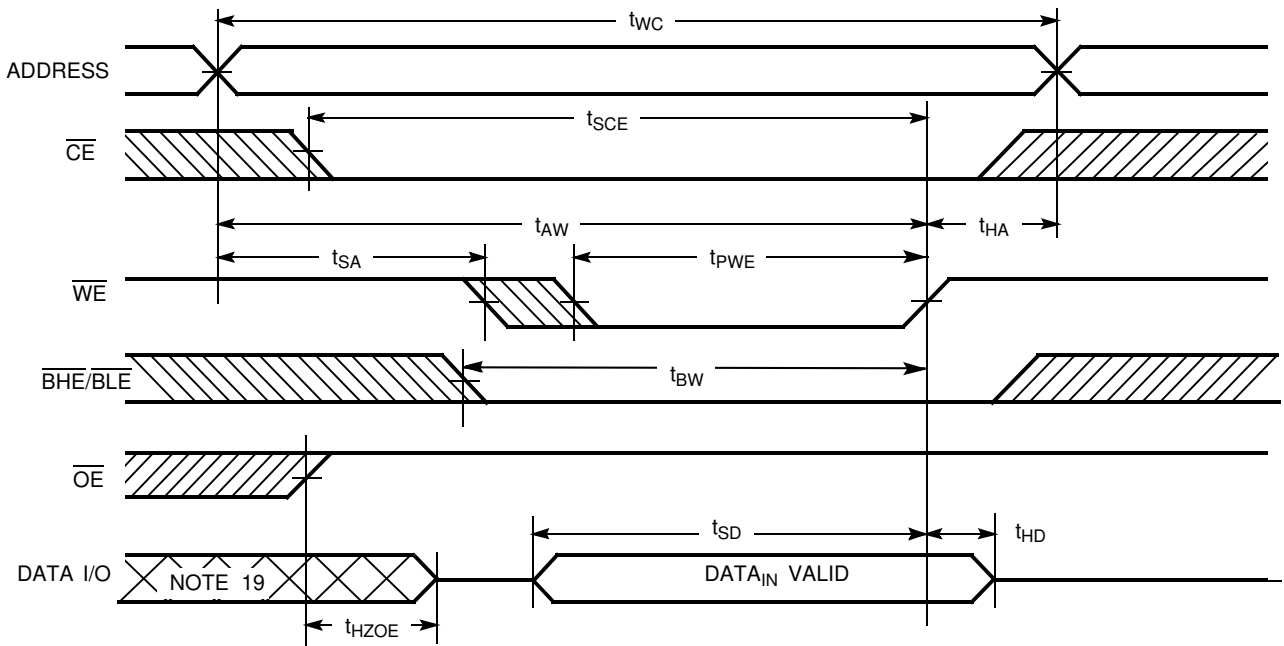 tWC
ADDRESS
tSCE
CE
tAW
tHA
tSA
tPWE
WE
tBW
BHE/BLE
OE
tSD
tHD
DATA I/O
NOTE 19
DATAIN VALID
tHZOE